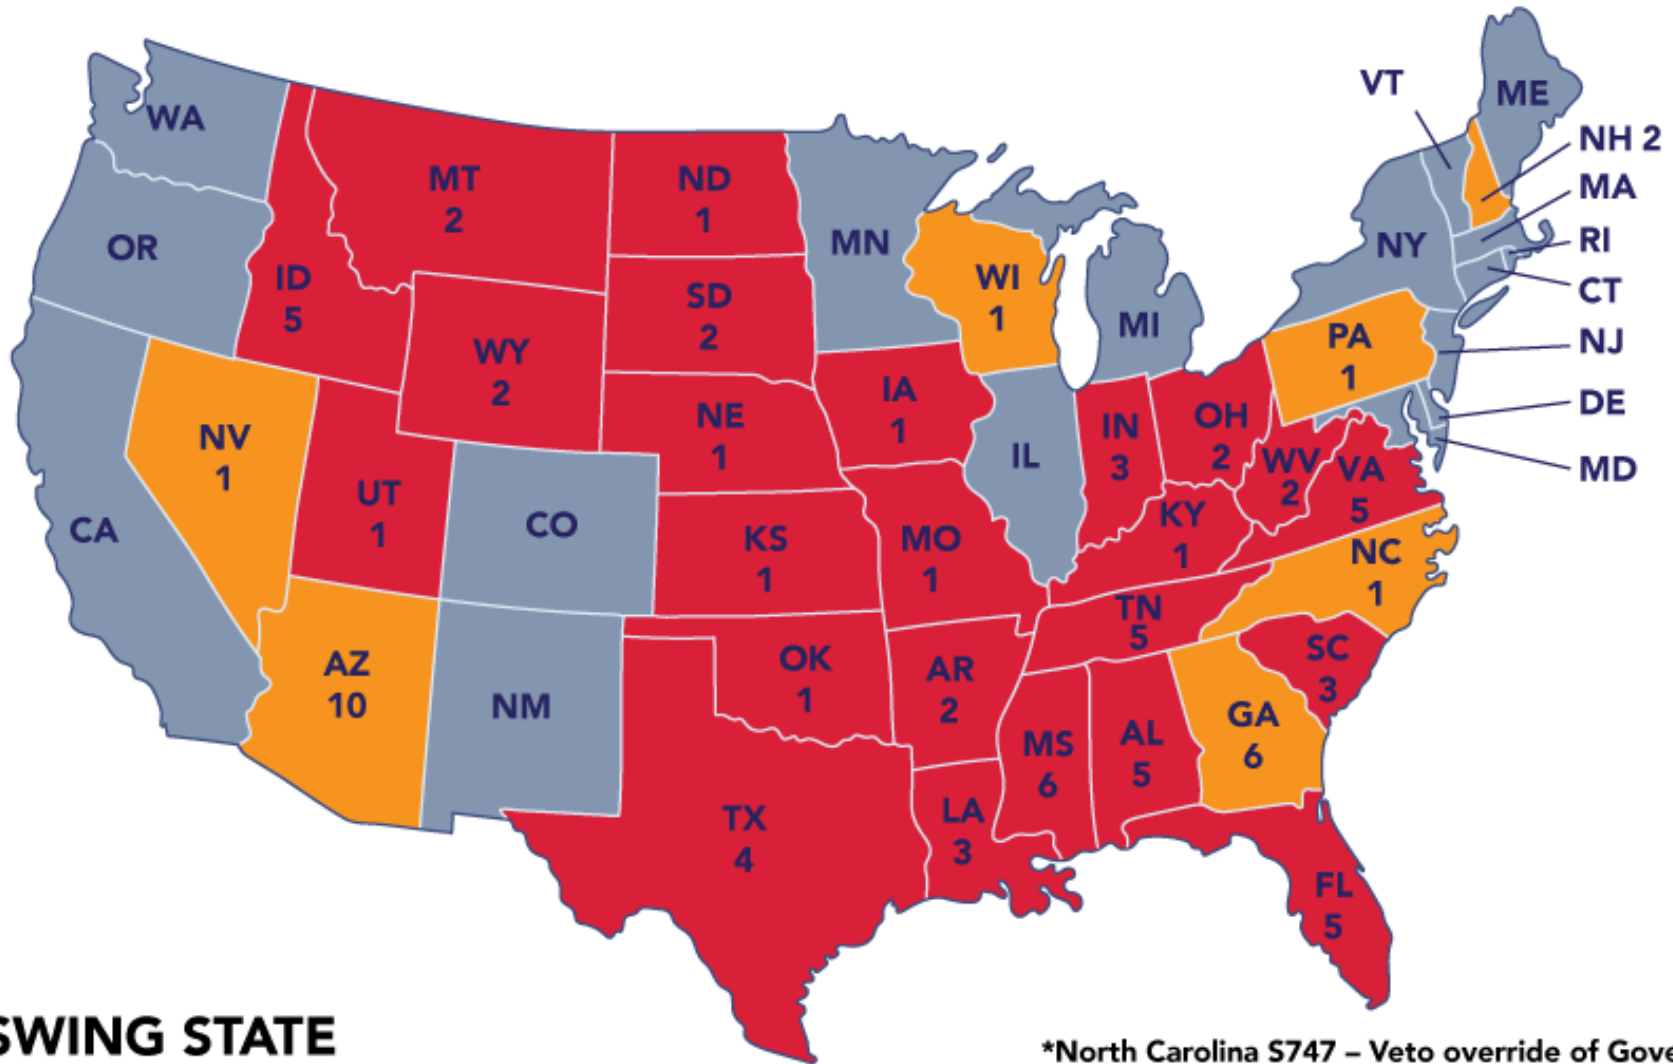 VT
ME
WA
NH 2
MT
2
ND
1
MA
OR
MN
NY
RI
ID
5
WI
1
CT
SD
2
MI
PA
1
NJ
WY
2
IA
1
DE
NE
1
NV
1
IN
3
OH
2
IL
WV
2
VA
5
MD
UT
1
CA
CO
KS
1
MO
1
KY
1
NC
1
TN
5
AZ
10
OK
1
AR
2
SC
3
NM
GA
6
MS
6
AL
5
TX
4
LA
3
FL
5
SWING STATE
*North Carolina S747 – Veto override of Gove